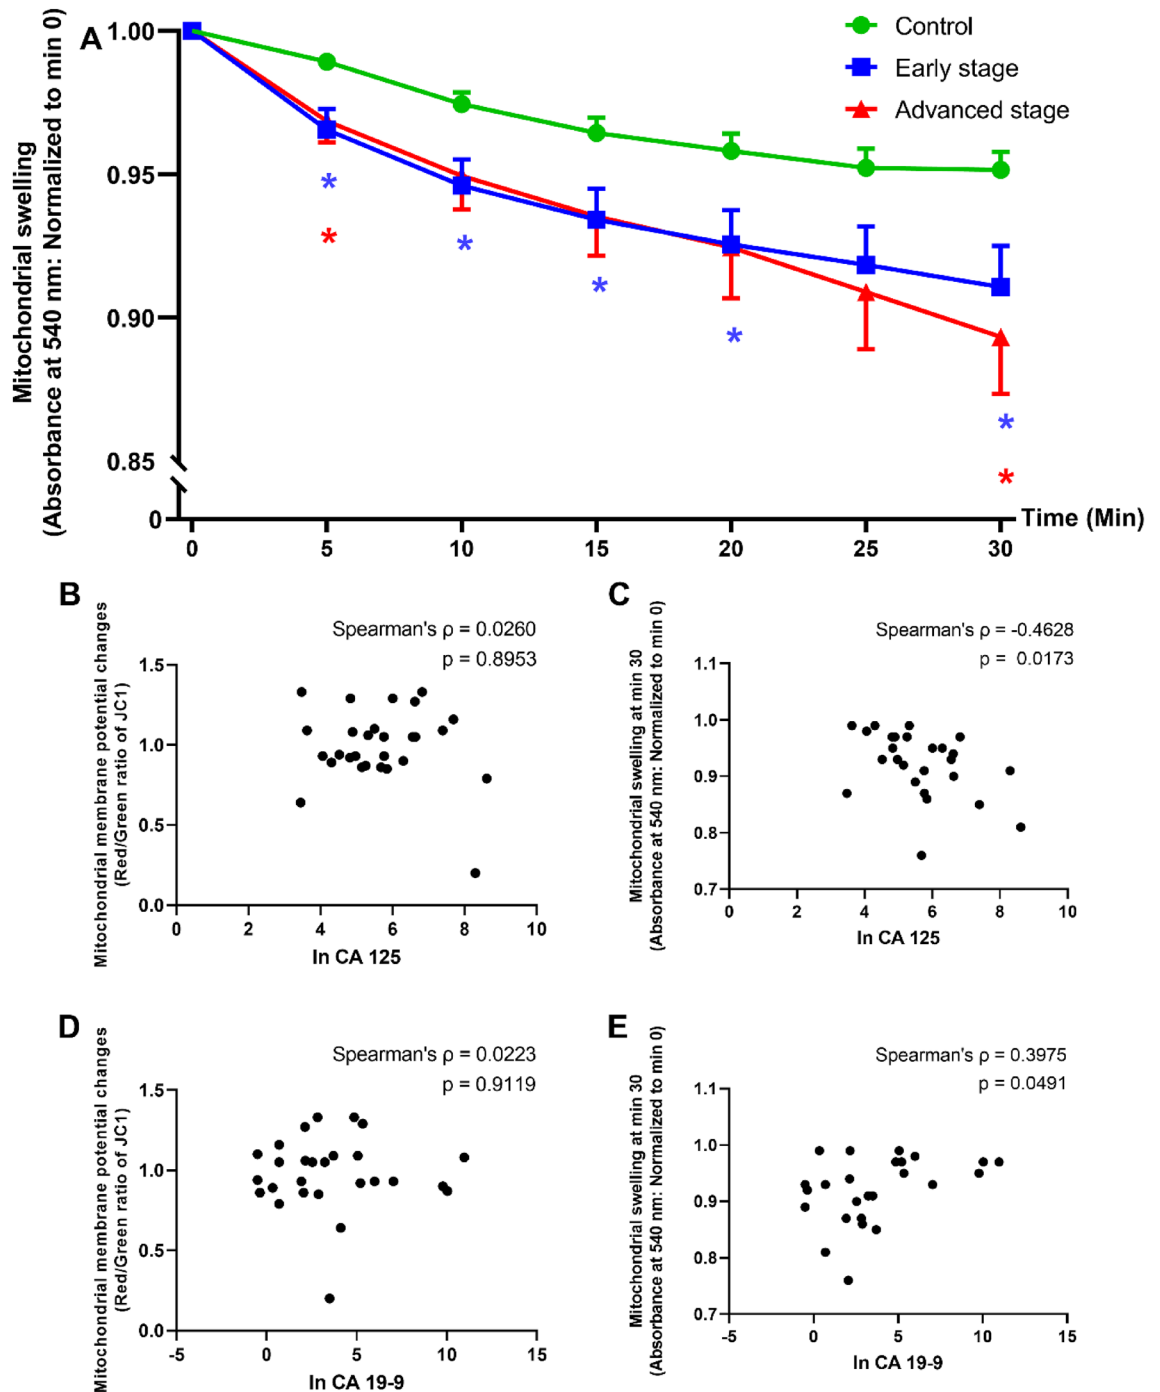 A
Mitochondrial swelling
(Absorbance at 540 nm: Normalized to min 0)
1.00
0.95
0.90
0.85
0
Control
Early stage
Advanced stage
*
*
*
*
*
*
*
0 5 10 15 20 25 30
Time (Min)
B
Mitochondrial membrane potential changes
(Red/Green ratio of JC1)
Spearman's ρ = 0.0260
p = 0.8953
1.5
1.0
0.5
0.0
0 2 4 6 8 10
ln CA 125
C
Mitochondrial swelling at min 30
(Absorbance at 540 nm: Normalized to min 0)
Spearman's ρ = -0.4628
p = 0.0173
1.1
1.0
0.9
0.8
0.7
0 2 4 6 8 10
ln CA 125
D
Mitochondrial membrane potential changes
(Red/Green ratio of JC1)
Spearman's ρ = 0.0223
p = 0.9119
1.5
1.0
0.5
0.0
-5 0 5 10 15
ln CA 19-9
E
Mitochondrial swelling at min 30
(Absorbance at 540 nm: Normalized to min 0)
Spearman's ρ = 0.3975
p = 0.0491
1.1
1.0
0.9
0.8
0.7
-5 0 5 10 15
ln CA 19-9